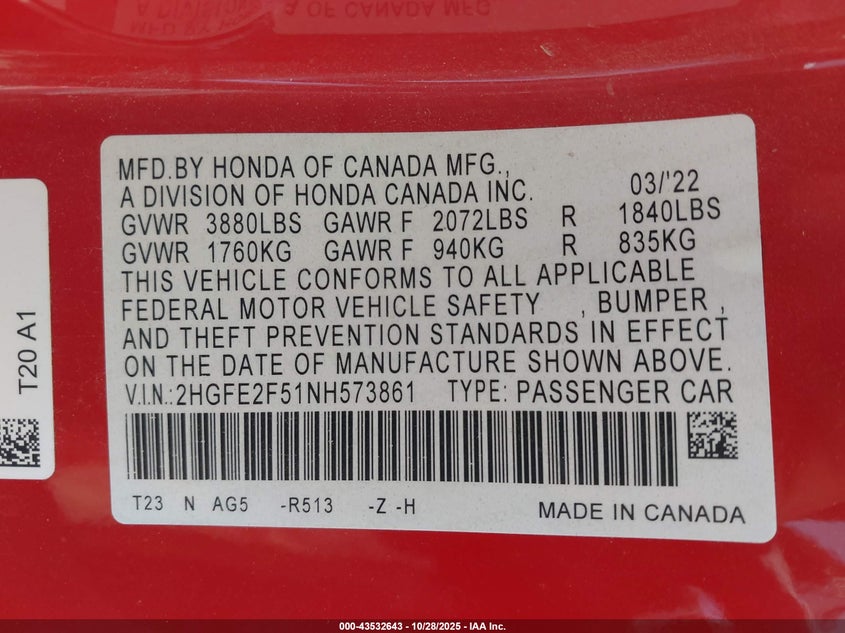 MFD.BY HONDA OF CANADA MFG.,
A DIVISION OF HONDA CANADA INC. 03/'22
GVWR 3880LBS GAWR F 2072LBS R 1840LBS
GVWR 1760KG GAWR F 940KG R 835KG
THIS VEHICLE CONFORMS TO ALL APPLICABLE
FEDERAL MOTOR VEHICLE SAFETY , BUMPER ,
AND THEFT PREVENTION STANDARDS IN EFFECT
ON THE DATE OF MANUFACTURE SHOWN ABOVE.
V.I.N.:2HGFE2F51NH573861 TYPE: PASSENGER CAR
T23 N AG5 -R513 -Z -H MADE IN CANADA
T20 A1
000-43532643 - 10/28/2025 - IAA Inc.